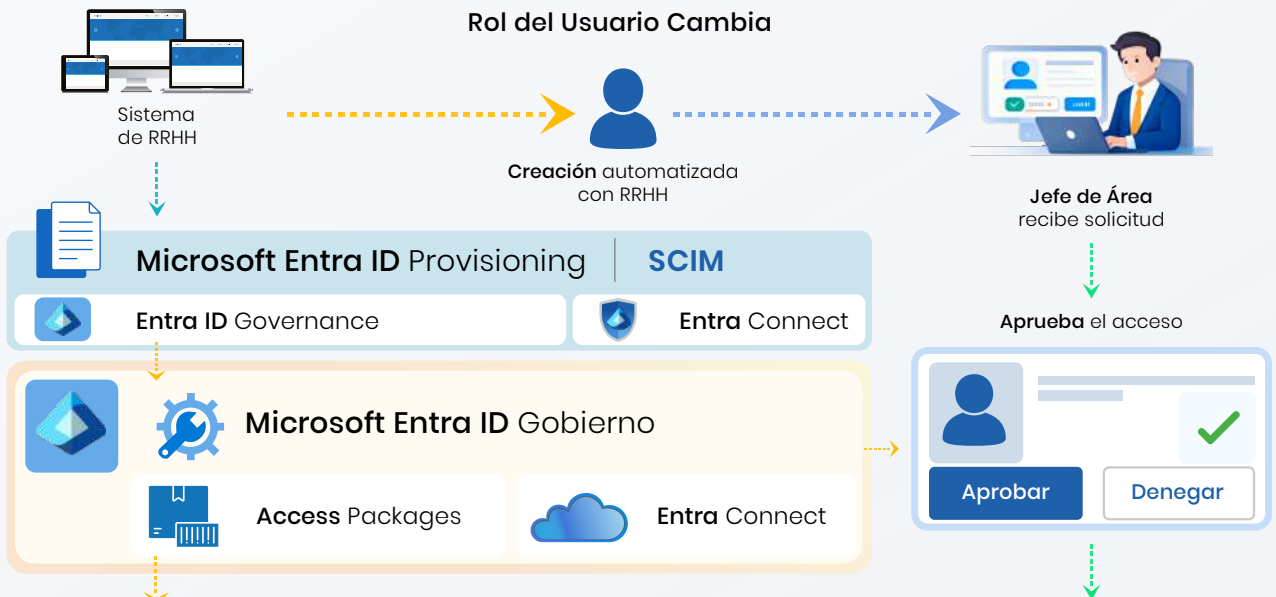 Rol del Usuario Cambia
Sistema
de RRHH
Creación automatizada
con RRHH
Jefe de Área
recibe solicitud
Microsoft Entra ID Provisioning | SCIM
Entra ID Governance
Entra Connect
Aprueba el acceso
Microsoft Entra ID Gobierno
Access Packages
Entra Connect
Aprobar
Denegar